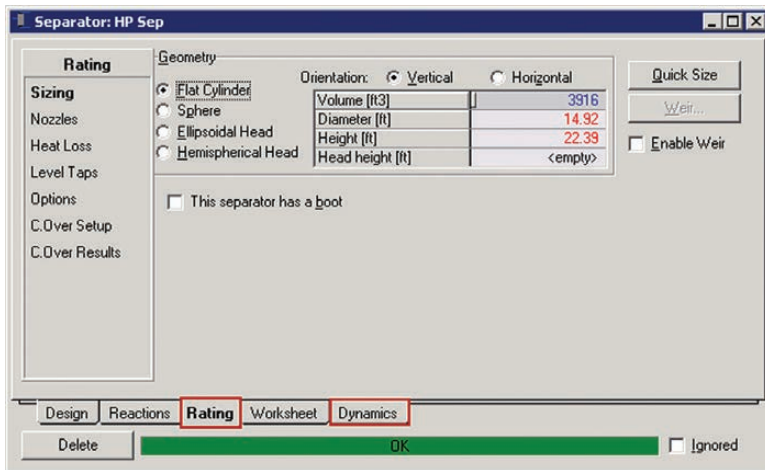 Separator: HP Sep
Rating
Sizing
Nozzles
Heat Loss
Level Taps
Options
C.Over Setup
C.Over Results
Geometry
Flat Cylinder
Sphere
Ellipsoidal Head
Hemispherical Head
Orientation: Vertical Horizontal
Volume [ft3] 3916
Diameter [ft] 14.92
Height [ft] 22.39
Head height [ft] <empty>
Quick Size
Weir...
Enable Weir
This separator has a boot
Design Reactions Rating Worksheet Dynamics
Delete OK Ignored